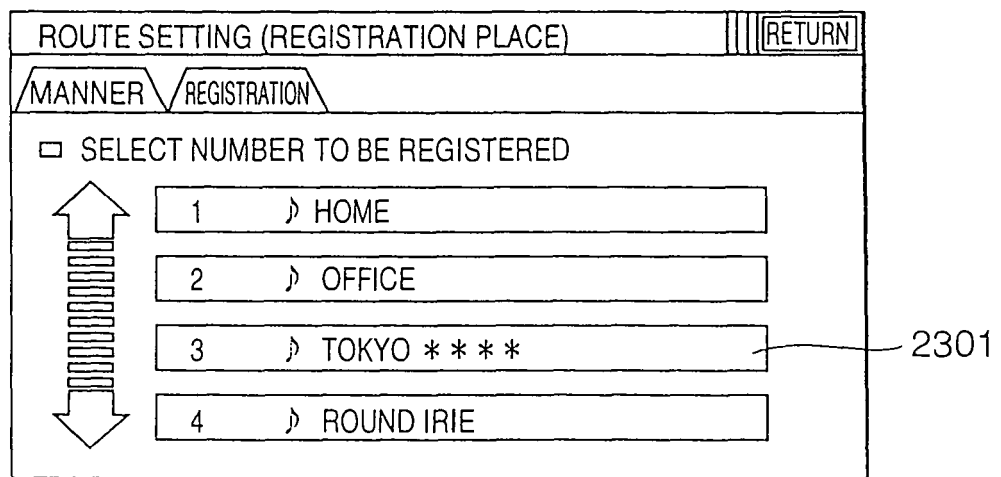 ROUTE SETTING (REGISTRATION PLACE) RETURN
MANNER REGISTRATION
SELECT NUMBER TO BE REGISTERED
1 ♪ HOME
2 ♪ OFFICE
3 ♪ TOKYO ＊＊＊＊ 2301
4 ♪ ROUND IRIE